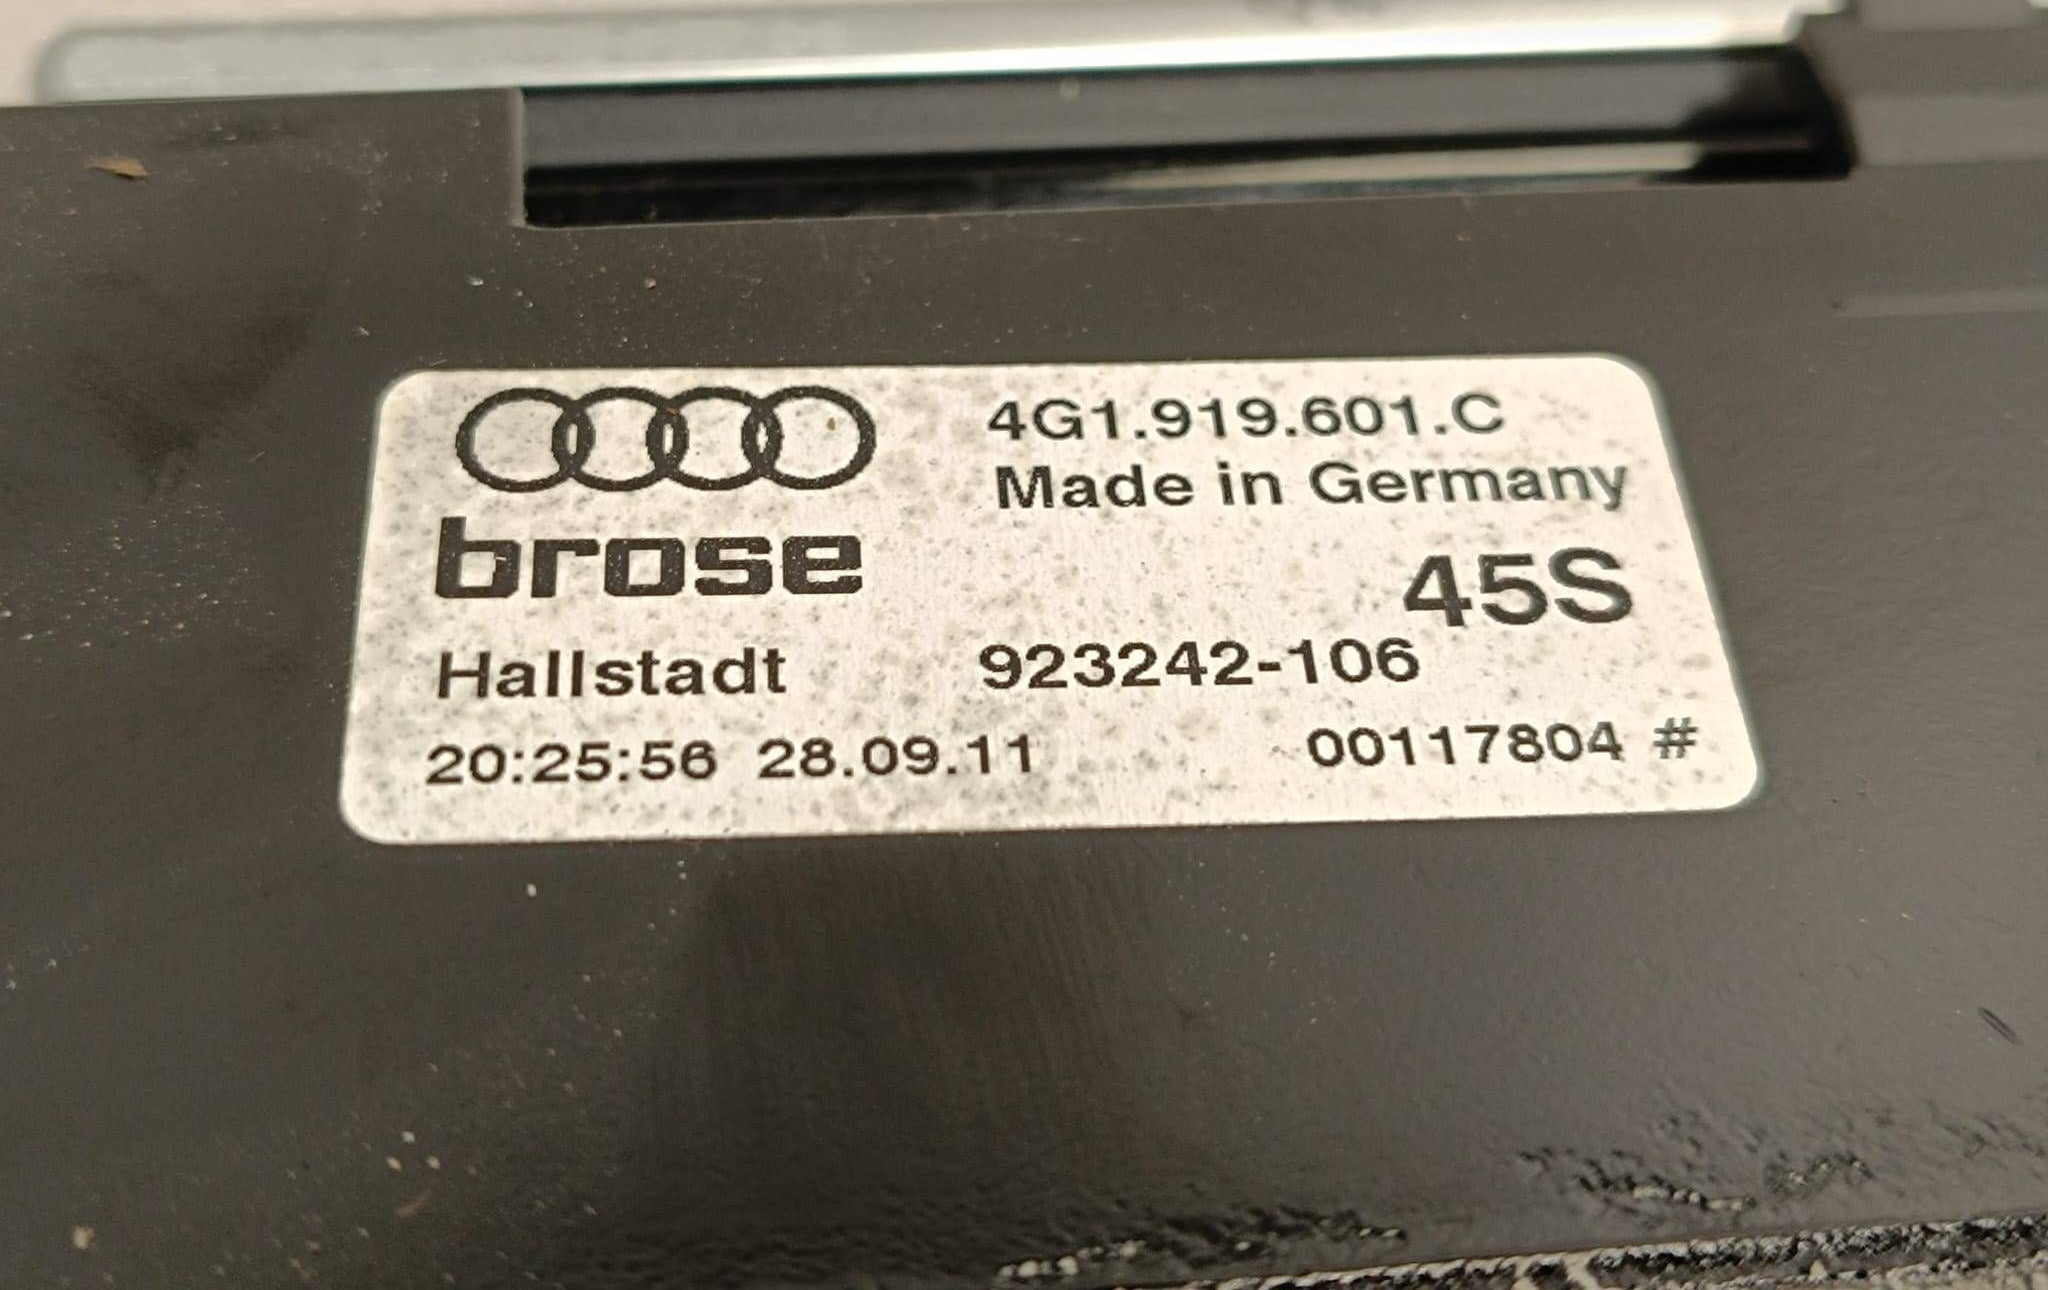 4G1.919.601.C
Made in Germany
brose
45S
Hallstadt 923242-106
20:25:56 28.09.11 00117804 #